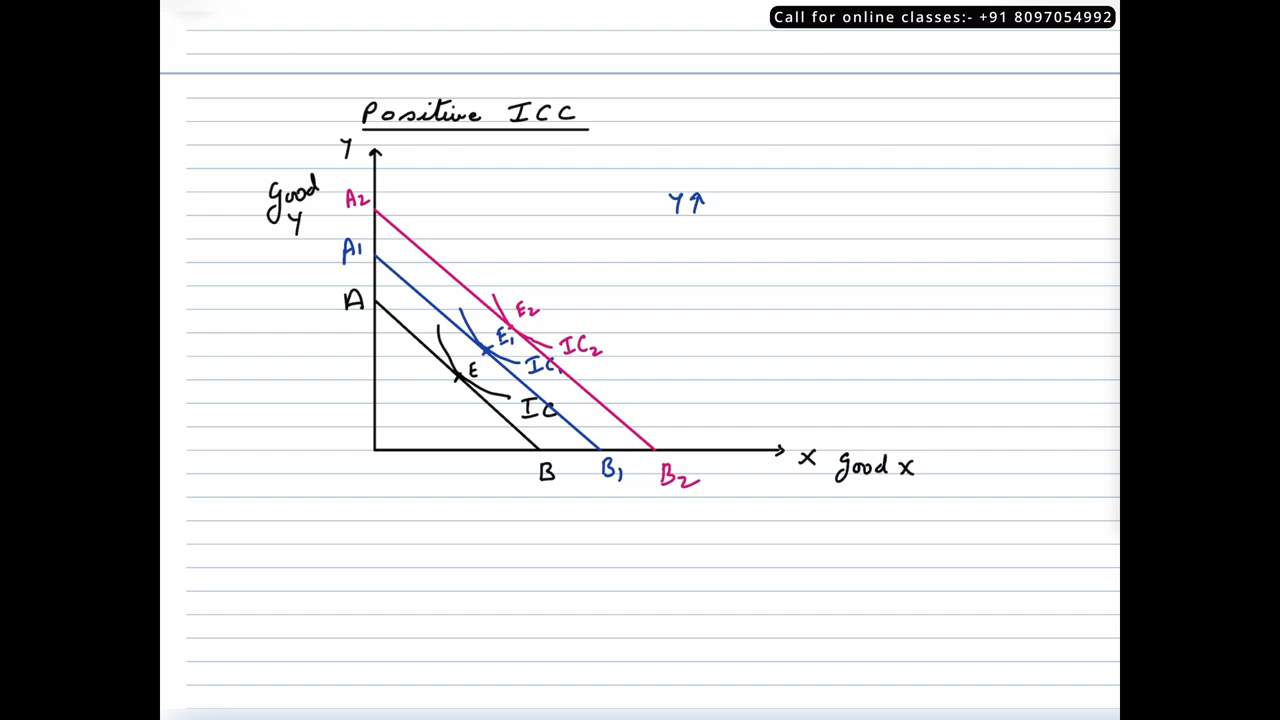 Call for online classes:- +91 8097054992
Positive ICC
Y
Good
Y
Y↑
A2
A1
A
E2
E1
IC2
IC1
E
IC
B
B1
B2
X
Good X